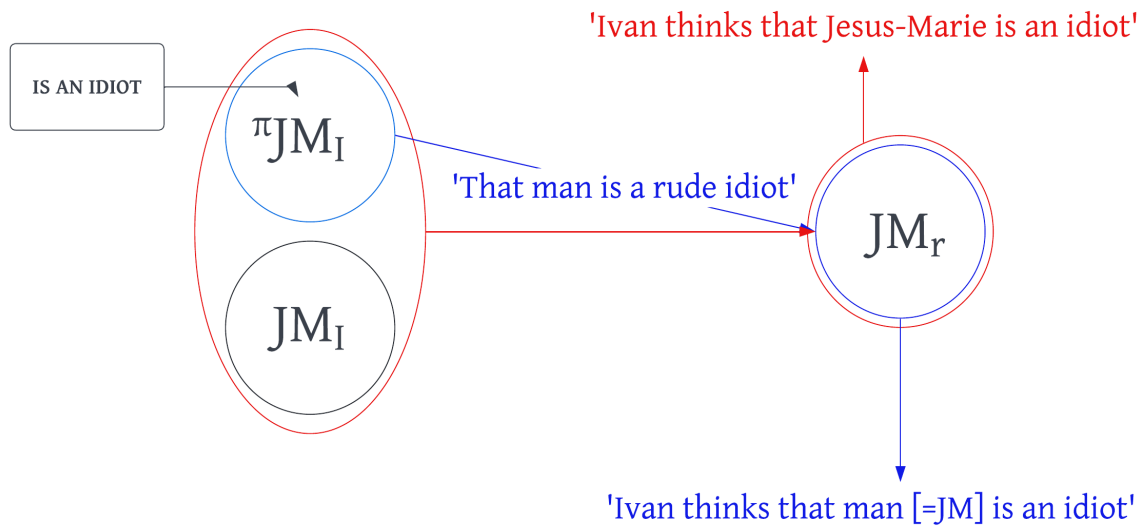 'Ivan thinks that Jesus-Marie is an idiot'
IS AN IDIOT
πJMI
'That man is a rude idiot'
JMr
JMI
'Ivan thinks that man [=JM] is an idiot'